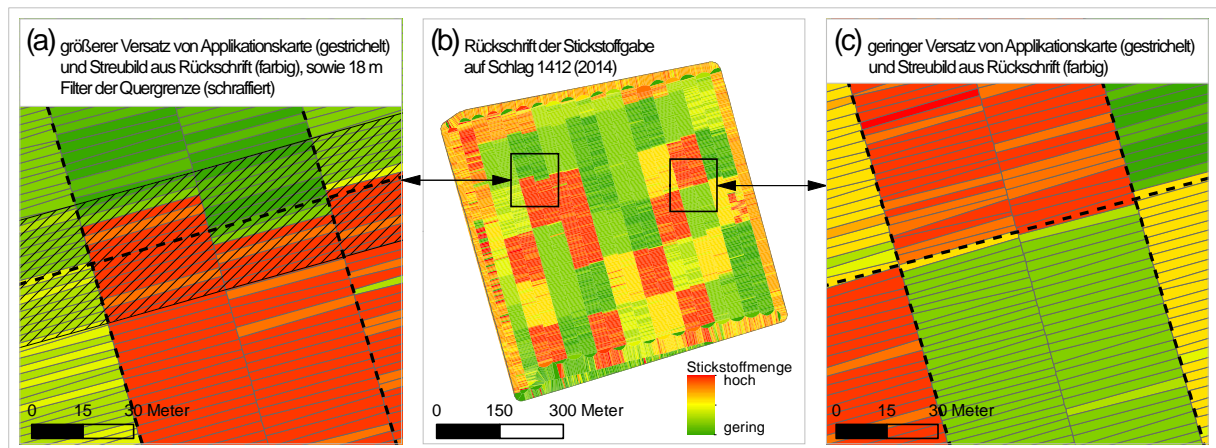 (a) größerer Versatz von Applikationskarte (gestrichelt)
und Streubild aus Rückschrift (farbig), sowie 18 m
Filter der Quergrenze (schraffiert)
0 15 30 Meter
(b) Rückschrift der Stickstoffgabe
auf Schlag 1412 (2014)
Stickstoffmenge
hoch
gering
0 150 300 Meter
(c) geringer Versatz von Applikationskarte (gestrichelt)
und Streubild aus Rückschrift (farbig)
0 15 30 Meter